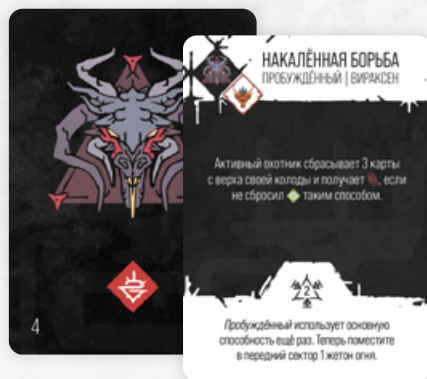 НАКАЛЁННАЯ БОРЬБА
ПРОБУЖДЁННЫЙ | ВИРАКСЕН
Активный охотник сбрасывает 3 карты
с верха своей колоды и получает , если
не сбросил таким способом.
2
Пробуждённый использует основную
способность ещё раз. Теперь поместите
в передний сектор 1 жетон огня.
4